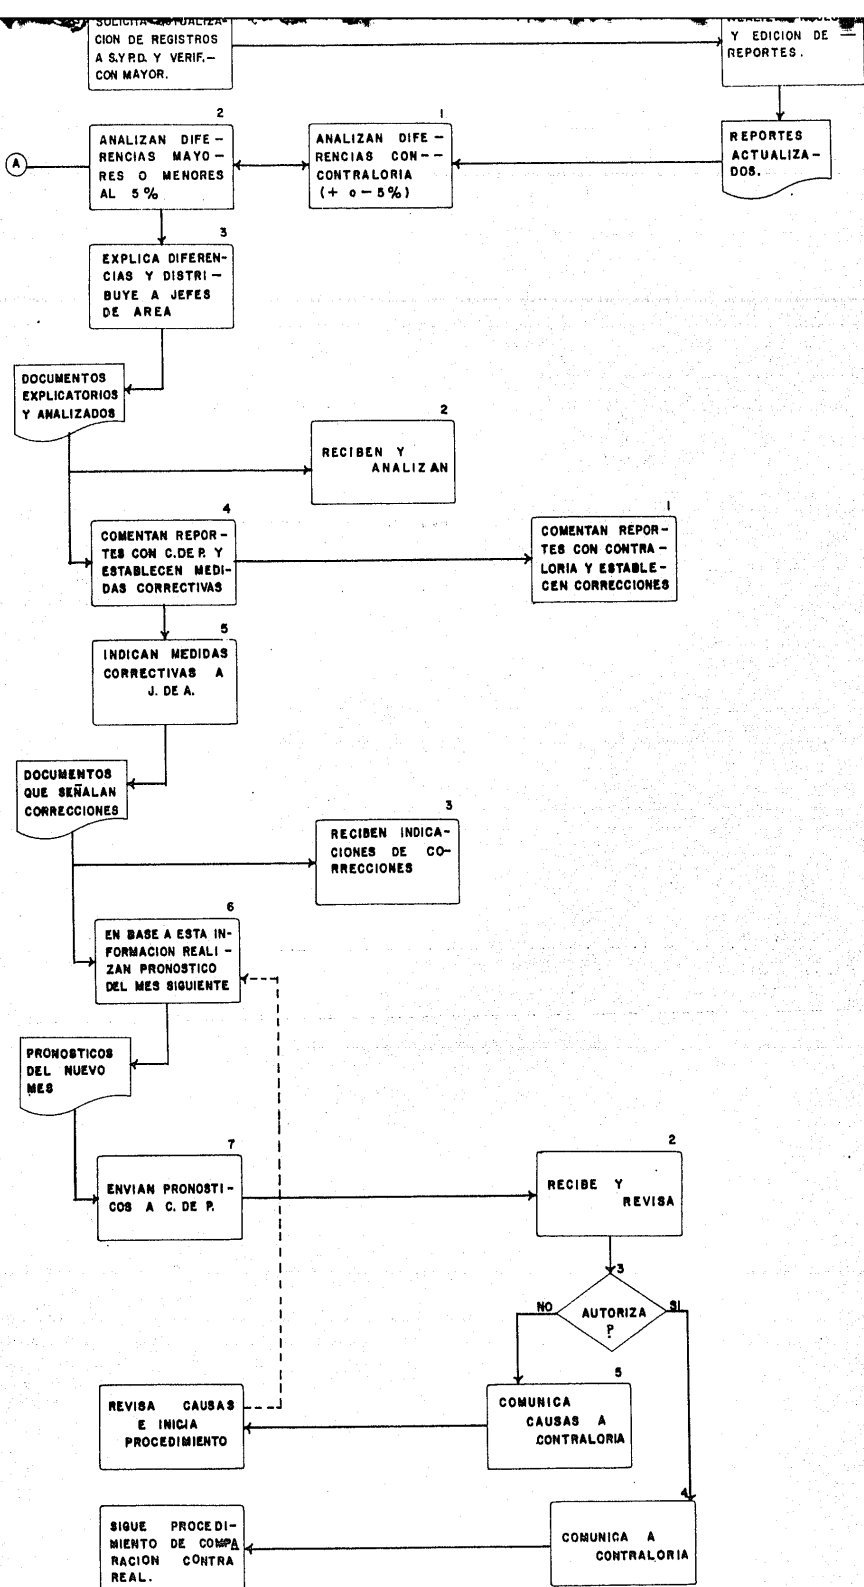 SOLICITA ACTUALIZA-
CION DE REGISTROS
A S.Y P.D. Y VERIF.-
CON MAYOR.
Y EDICION DE
REPORTES.
2
ANALIZAN DIFE-
RENCIAS MAYO-
RES O MENORES
AL 5%
1
ANALIZAN DIFE-
RENCIAS CON--
CONTRALORIA
(+ o - 5%)
REPORTES
ACTUALIZA-
DOS.
A
3
EXPLICA DIFEREN-
CIAS Y DISTRI-
BUYE A JEFES
DE AREA
DOCUMENTOS
EXPLICATORIOS
Y ANALIZADOS
2
RECIBEN Y
ANALIZAN
4
COMENTAN REPOR-
TES CON C. DE P. Y
ESTABLECEN MEDI-
DAS CORRECTIVAS
1
COMENTAN REPOR-
TES CON CONTRA-
LORIA Y ESTABLE-
CEN CORRECCIONES
5
INDICAN MEDIDAS
CORRECTIVAS A
J. DE A.
DOCUMENTOS
QUE SEÑALAN
CORRECCIONES
3
RECIBEN INDICA-
CIONES DE CO-
RRECCIONES
6
EN BASE A ESTA IN-
FORMACION REALI-
ZAN PRONOSTICO
DEL MES SIGUIENTE
PRONOSTICOS
DEL NUEVO
MES
7
ENVIAN PRONOSTI-
COS A C. DE P.
2
RECIBE Y
REVISA
3
NO
AUTORIZA
?
SI
5
COMUNICA
CAUSAS A
CONTRALORIA
REVISA CAUSAS
E INICIA
PROCEDIMIENTO
4
COMUNICA A
CONTRALORIA
SIGUE PROCEDI-
MIENTO DE COMPA
RACION CONTRA
REAL.